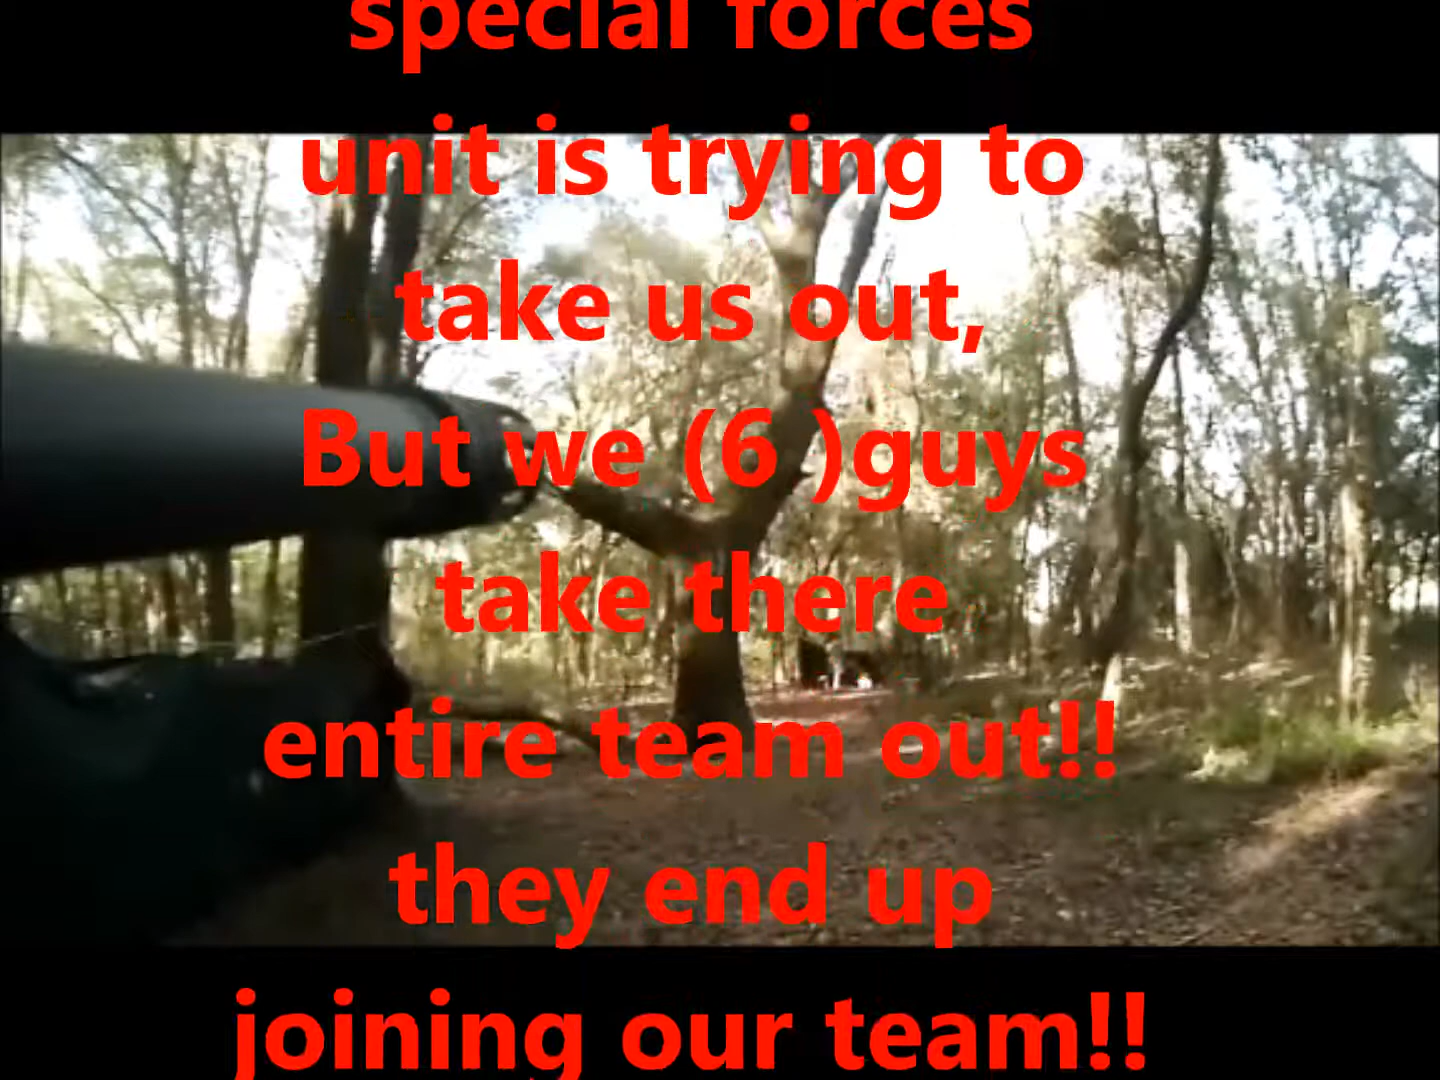 special forces
unit is trying to
take us out,
But we (6 )guys
take there
entire team out!!
they end up
joining our team!!